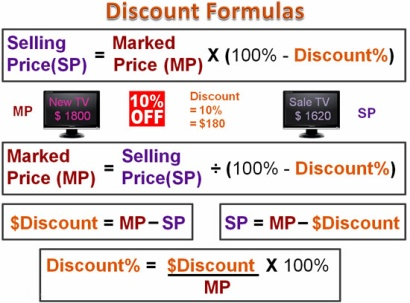 Discount Formulas
Selling Price(SP) = Marked Price (MP) X (100% - Discount%)
MP
New TV
$ 1800
10%
OFF
Discount
= 10%
= $180
Sale TV
$ 1620
SP
Marked Price (MP) = Selling Price(SP) ÷ (100% - Discount%)
$Discount = MP – SP
SP = MP – $Discount
Discount% = $Discount X 100%
MP